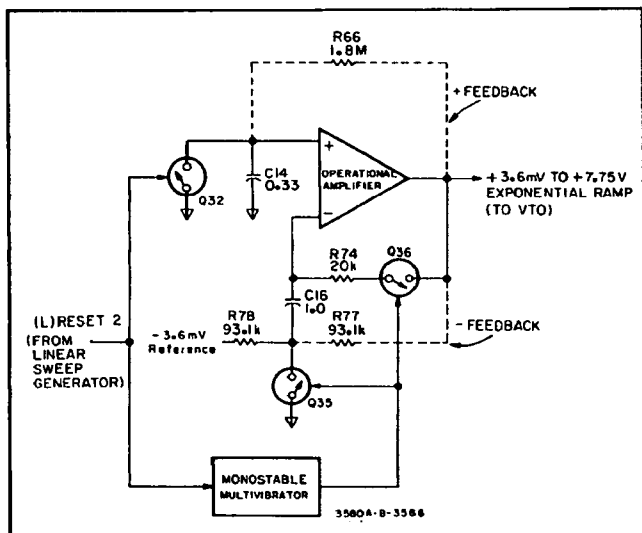 R66
1.8M
+FEEDBACK
+
C14
0.33
OPERATIONAL
AMPLIFIER
+3.6mV TO +7.75V
EXPONENTIAL RAMP
(TO VTO)
Q32
−
R74
20k
Q36
C16
1.0
(L)RESET 2
(FROM
LINEAR
SWEEP
GENERATOR)
R78
93.1k
R77
93.1k
−3.6mV
Reference
−FEEDBACK
Q35
MONOSTABLE
MULTIVIBRATOR
3580A-B-3566